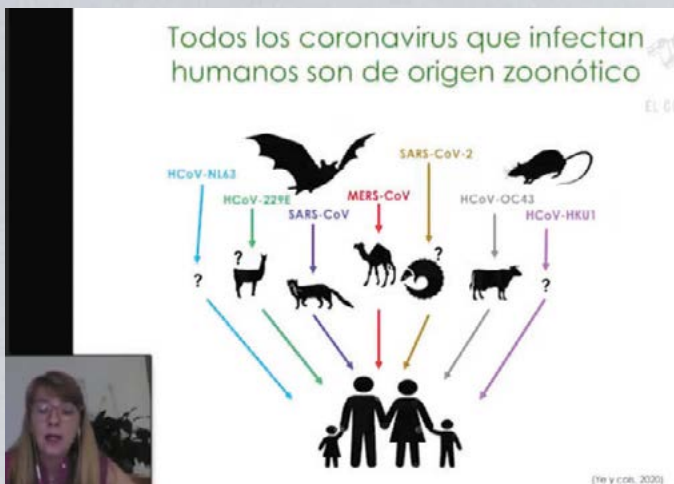 Todos los coronavirus que infectan
humanos son de origen zoonótico
SARS-CoV-2
HCoV-NL63
HCoV-229E
MERS-CoV
HCoV-OC43
SARS-CoV
HCoV-HKU1
?
?
?
?
(Ye y cols, 2020)